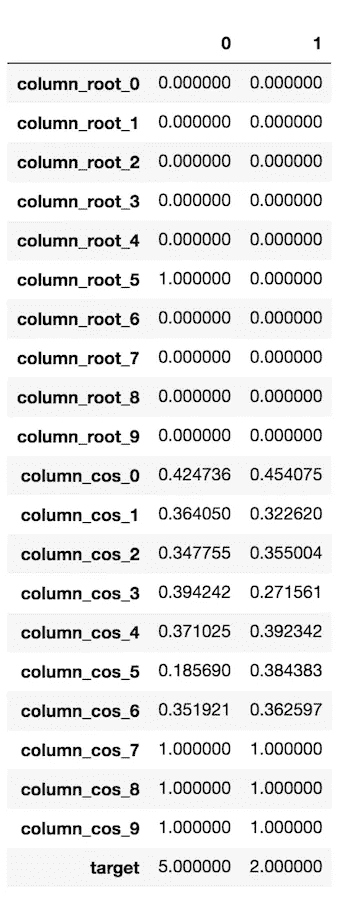 0 1
column_root_0 0.000000 0.000000
column_root_1 0.000000 0.000000
column_root_2 0.000000 0.000000
column_root_3 0.000000 0.000000
column_root_4 0.000000 0.000000
column_root_5 1.000000 0.000000
column_root_6 0.000000 0.000000
column_root_7 0.000000 0.000000
column_root_8 0.000000 0.000000
column_root_9 0.000000 0.000000
column_cos_0 0.424736 0.454075
column_cos_1 0.364050 0.322620
column_cos_2 0.347755 0.355004
column_cos_3 0.394242 0.271561
column_cos_4 0.371025 0.392342
column_cos_5 0.185690 0.384383
column_cos_6 0.351921 0.362597
column_cos_7 1.000000 1.000000
column_cos_8 1.000000 1.000000
column_cos_9 1.000000 1.000000
target 5.000000 2.000000